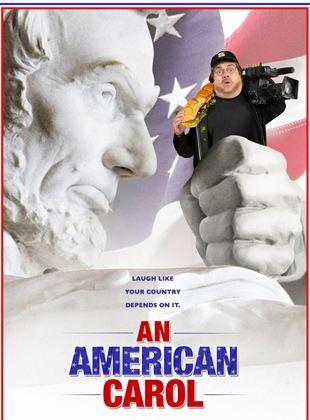 LAUGH LIKE
YOUR COUNTRY
DEPENDS ON IT.
AN
AMERICAN
CAROL